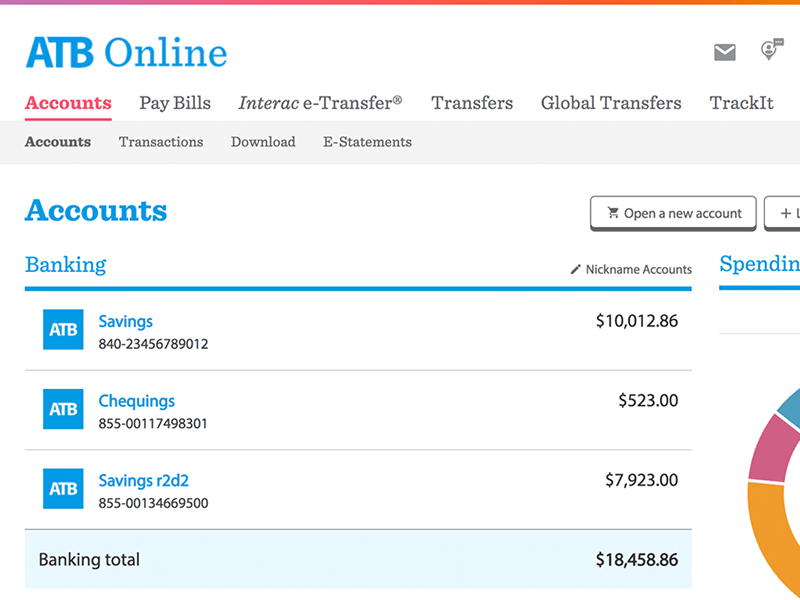 ATB Online
Accounts Pay Bills Interac e-Transfer® Transfers Global Transfers TrackIt
Accounts Transactions Download E-Statements
Accounts
Open a new account
+ L
Banking
Nickname Accounts
Spendin
ATB
Savings
$10,012.86
840-23456789012
ATB
Chequings
$523.00
855-00117498301
ATB
Savings r2d2
$7,923.00
855-00134669500
Banking total
$18,458.86